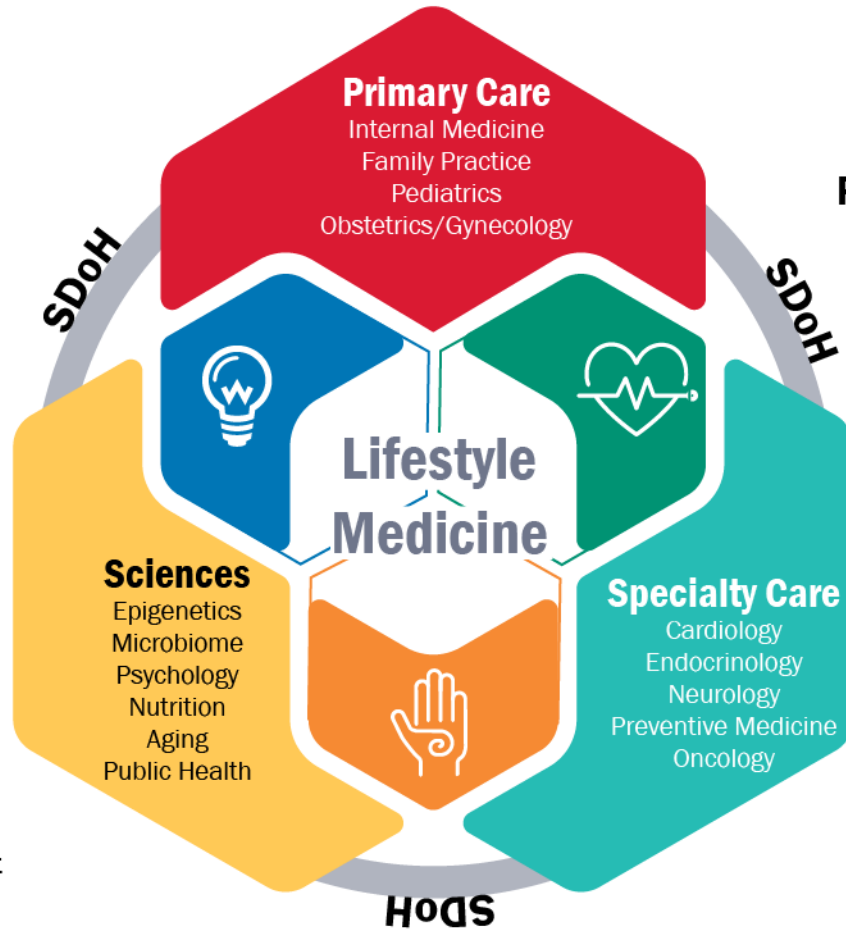 Primary Care
Internal Medicine
Family Practice
Pediatrics
Obstetrics/Gynecology
SDoH
SDoH
Lifestyle
Medicine
Sciences
Epigenetics
Microbiome
Psychology
Nutrition
Aging
Public Health
Specialty Care
Cardiology
Endocrinology
Neurology
Preventive Medicine
Oncology
SDoH